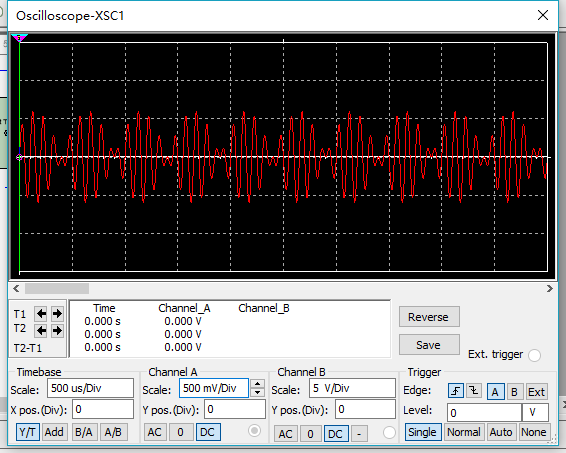 Oscilloscope-XSC1
Time Channel_A Channel_B
T1 0.000 s 0.000 V
T2 0.000 s 0.000 V
T2-T1 0.000 s 0.000 V
Reverse
Save
Ext. trigger
Timebase
Scale: 500 us/Div
X pos.(Div): 0
Y/T Add B/A A/B
Channel A
Scale: 500 mV/Div
Y pos.(Div): 0
AC 0 DC
Channel B
Scale: 5 V/Div
Y pos.(Div): 0
AC 0 DC -
Trigger
Edge: A B Ext
Level: 0 V
Single Normal Auto None